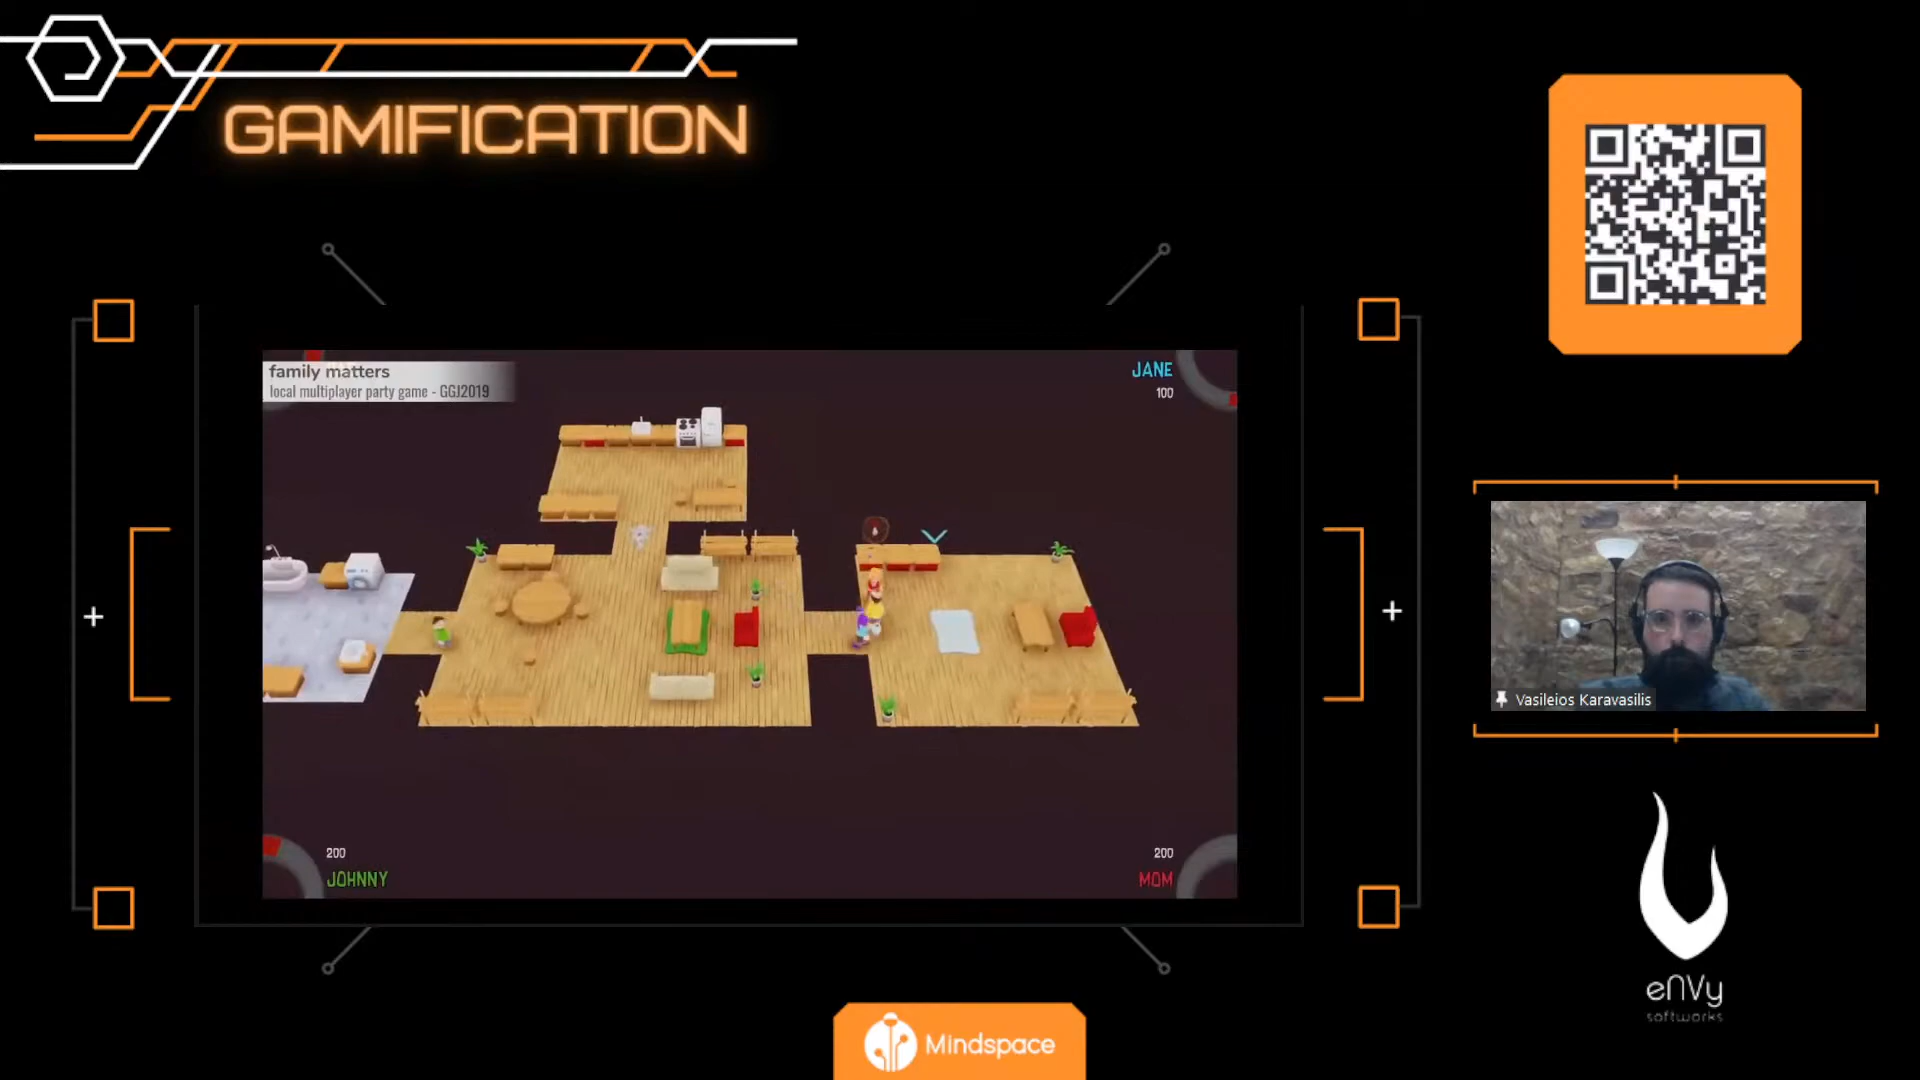 GAMIFICATION
family matters
local multiplayer party game - GGJ2019
JANE
100
200
JOHNNY
200
MOM
Vasileios Karavasilis
eNVy
softworks
Mindspace